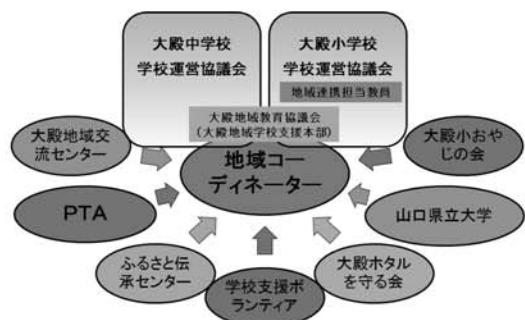 大殿中学校
学校運営協議会
大殿小学校
学校運営協議会
地域連携担当教員
大殿地域教育協議会
(大殿地域学校支援本部)
地域コー
ディネーター
大殿地域交
流センター
大殿小おや
じの会
PTA
山口県立大学
ふるさと伝
承センター
学校支援ボ
ランティア
大殿ホタル
を守る会